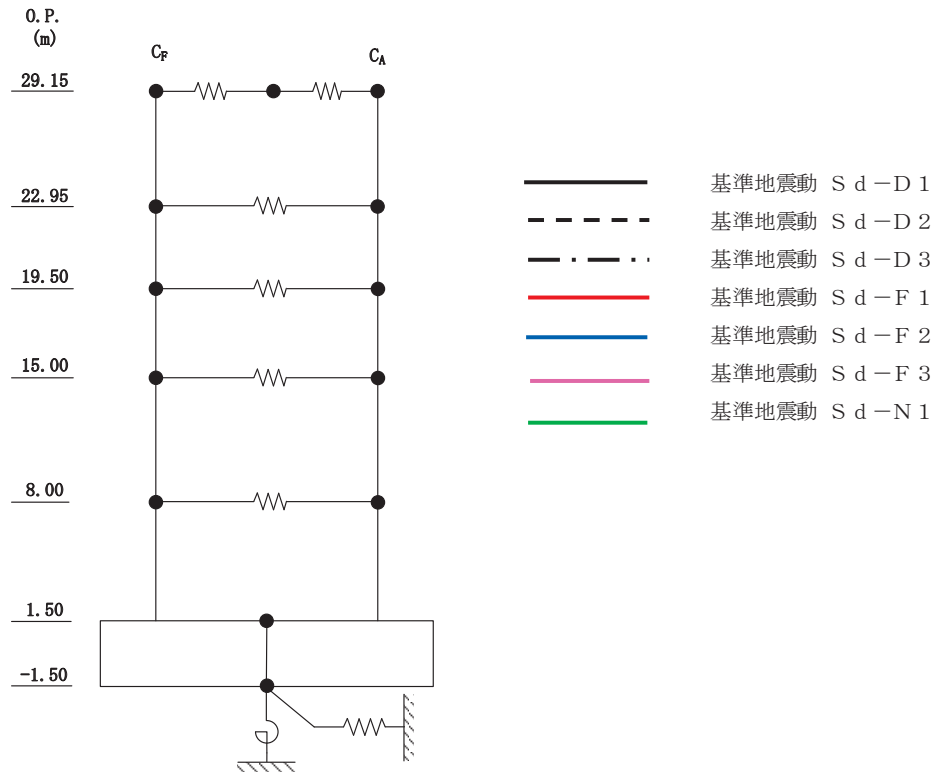 O.P.
(m)
C_F
C_A
29.15
22.95
19.50
15.00
8.00
1.50
-1.50
基準地震動 Ｓｄ－Ｄ１
基準地震動 Ｓｄ－Ｄ２
基準地震動 Ｓｄ－Ｄ３
基準地震動 Ｓｄ－Ｆ１
基準地震動 Ｓｄ－Ｆ２
基準地震動 Ｓｄ－Ｆ３
基準地震動 Ｓｄ－Ｎ１